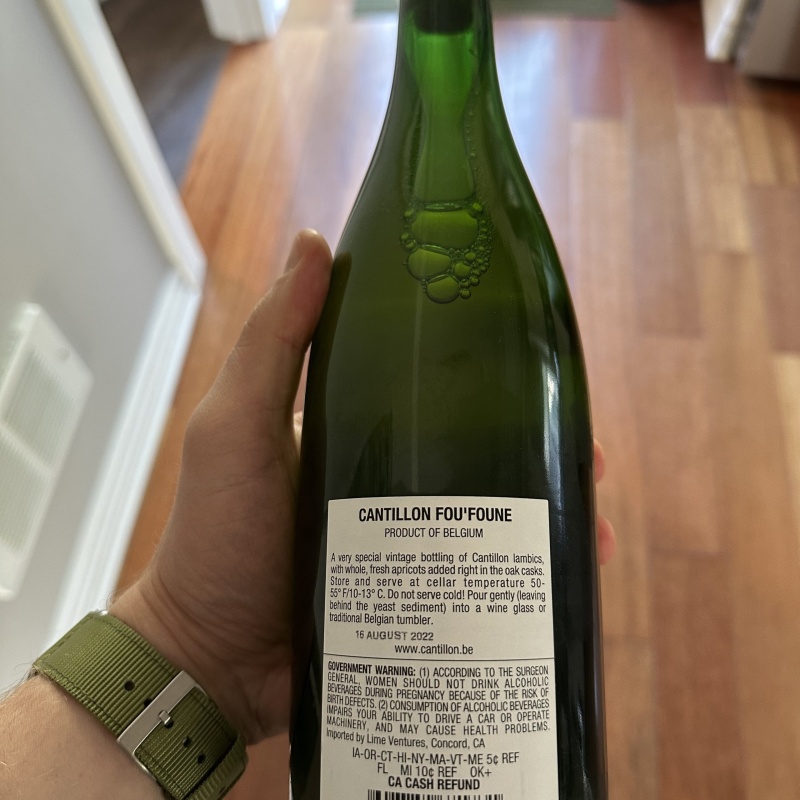 CANTILLON FOU'FOUNE
PRODUCT OF BELGIUM
A very special vintage bottling of Cantillon lambics,
with whole, fresh apricots added right in the oak casks.
Store and serve at cellar temperature 50-
55° F/10-13° C. Do not serve cold! Pour gently (leaving
behind the yeast sediment) into a wine glass or
traditional Belgian tumbler.
16 AUGUST 2022
www.cantillon.be
GOVERNMENT WARNING: (1) ACCORDING TO THE SURGEON
GENERAL, WOMEN SHOULD NOT DRINK ALCOHOLIC
BEVERAGES DURING PREGNANCY BECAUSE OF THE RISK OF
BIRTH DEFECTS. (2) CONSUMPTION OF ALCOHOLIC BEVERAGES
IMPAIRS YOUR ABILITY TO DRIVE A CAR OR OPERATE
MACHINERY, AND MAY CAUSE HEALTH PROBLEMS.
Imported by Lime Ventures, Concord, CA
IA-OR-CT-HI-NY-MA-VT-ME 5¢ REF
FL MI 10¢ REF OK+
CA CASH REFUND